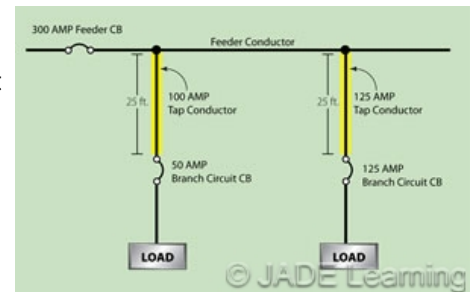 300 AMP Feeder CB
Feeder Conductor
25 ft.
100 AMP
Tap Conductor
25 ft.
125 AMP
Tap Conductor
50 AMP
Branch Circuit CB
125 AMP
Branch Circuit CB
LOAD
LOAD
© JADE Learning